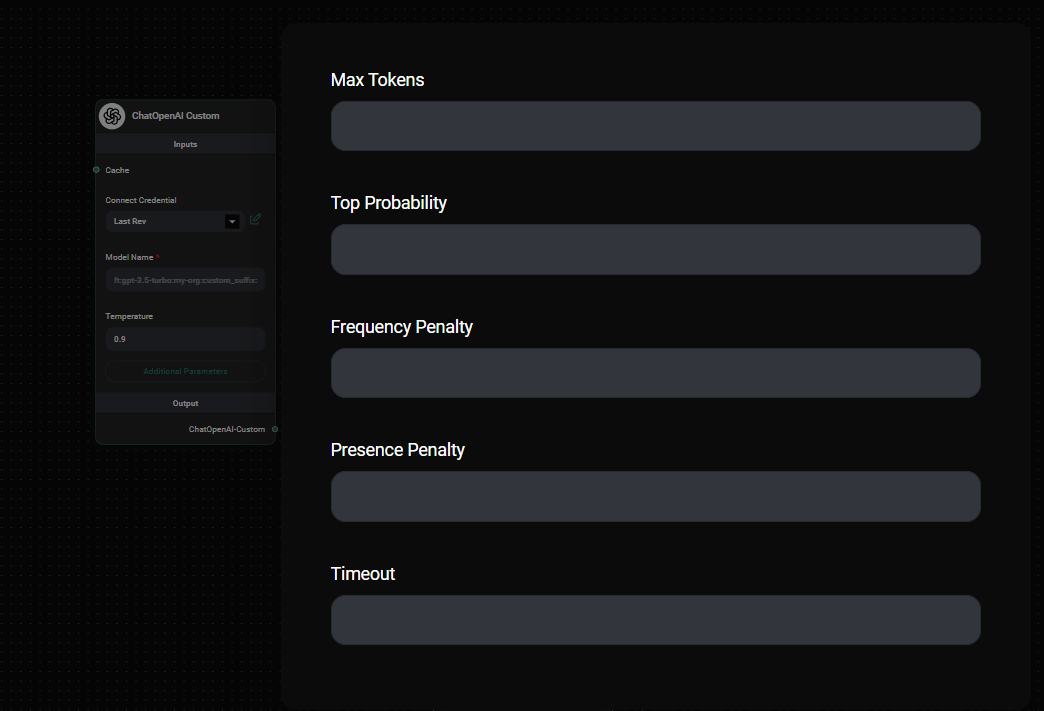 ChatOpenAI Custom
Inputs
Cache
Connect Credential
Last Rev
Model Name *
ft:gpt-3.5-turbo:my-org:custom_suffix:
Temperature
0.9
Additional Parameters
Output
ChatOpenAI-Custom
Max Tokens
Top Probability
Frequency Penalty
Presence Penalty
Timeout